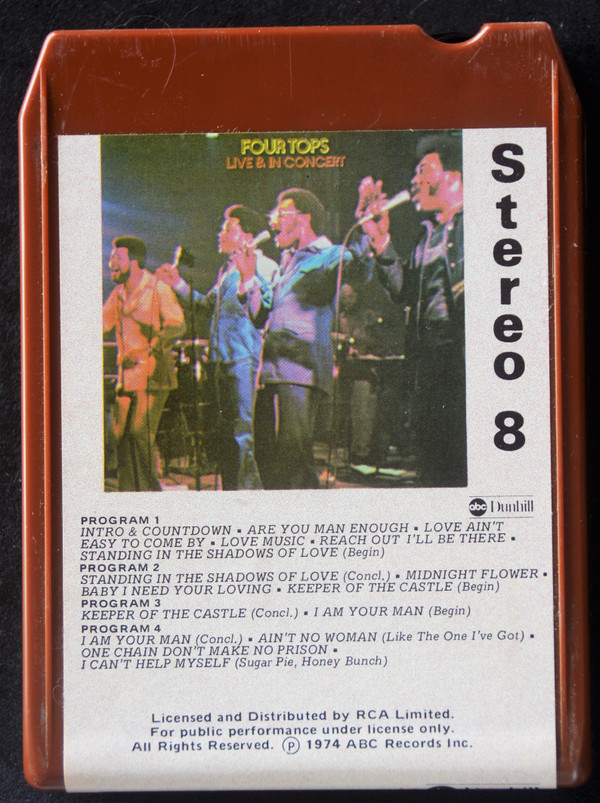 FOUR TOPS
LIVE & IN CONCERT
Stereo 8
abc Dunhill
PROGRAM 1
INTRO & COUNTDOWN • ARE YOU MAN ENOUGH • LOVE AIN'T
EASY TO COME BY • LOVE MUSIC • REACH OUT I'LL BE THERE •
STANDING IN THE SHADOWS OF LOVE (Begin)
PROGRAM 2
STANDING IN THE SHADOWS OF LOVE (Concl.) • MIDNIGHT FLOWER •
BABY I NEED YOUR LOVING • KEEPER OF THE CASTLE (Begin)
PROGRAM 3
KEEPER OF THE CASTLE (Concl.) • I AM YOUR MAN (Begin)
PROGRAM 4
I AM YOUR MAN (Concl.) • AIN'T NO WOMAN (Like The One I've Got) •
ONE CHAIN DON'T MAKE NO PRISON •
I CAN'T HELP MYSELF (Sugar Pie, Honey Bunch)
Licensed and Distributed by RCA Limited.
For public performance under license only.
All Rights Reserved. Ⓟ 1974 ABC Records Inc.